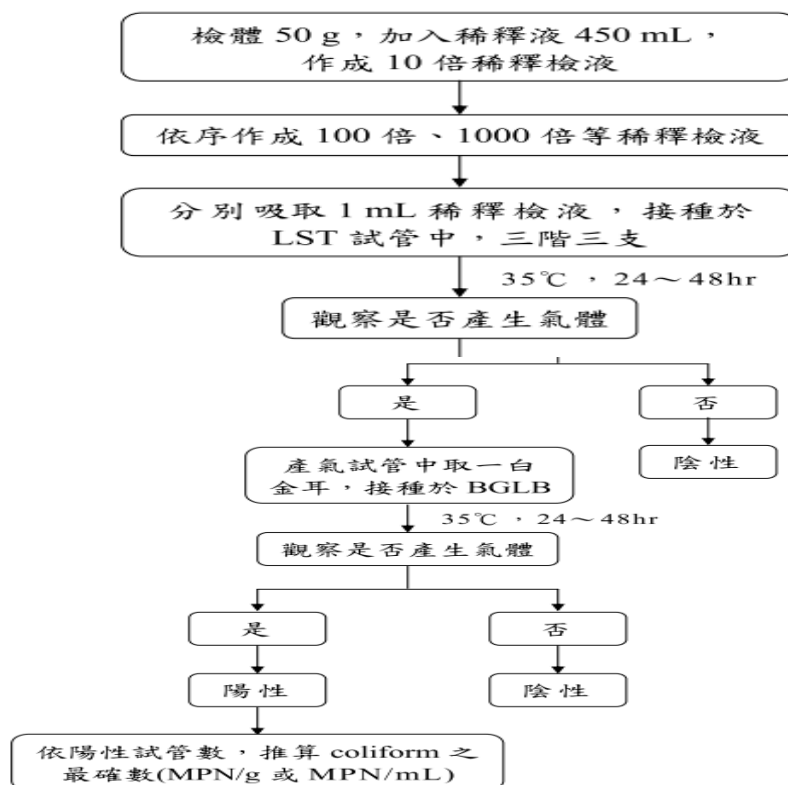 檢體 50 g，加入稀釋液 450 mL，
作成 10 倍稀釋檢液
依序作成 100 倍、1000 倍等稀釋檢液
分別吸取 1 mL 稀釋檢液，接種於
LST 試管中，三階三支
35℃，24～48hr
觀察是否產生氣體
是
否
產氣試管中取一白
金耳，接種於 BGLB
陰性
35℃，24～48hr
觀察是否產生氣體
是
否
陽性
陰性
依陽性試管數，推算 coliform 之
最確數(MPN/g 或 MPN/mL)